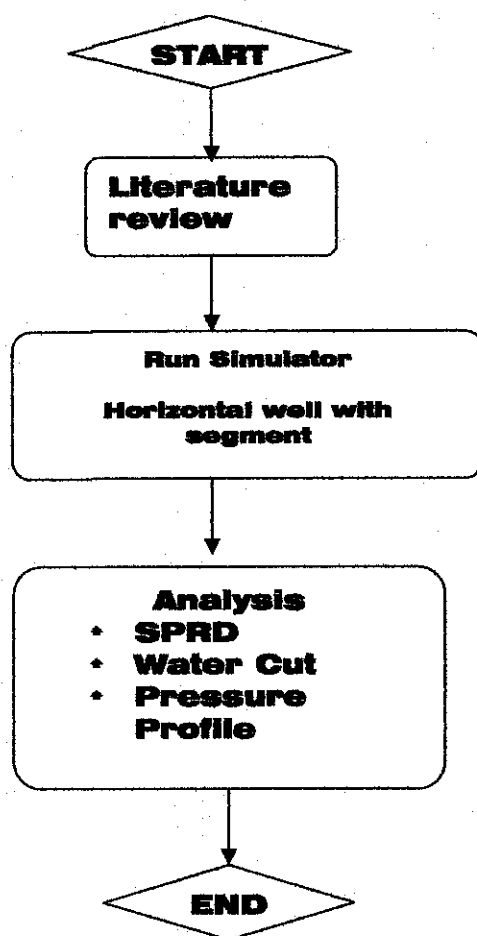 START
Literature
review
Run Simulator
Horizontal well with
segment
Analysis
• SPRD
• Water Cut
• Pressure
Profile
END